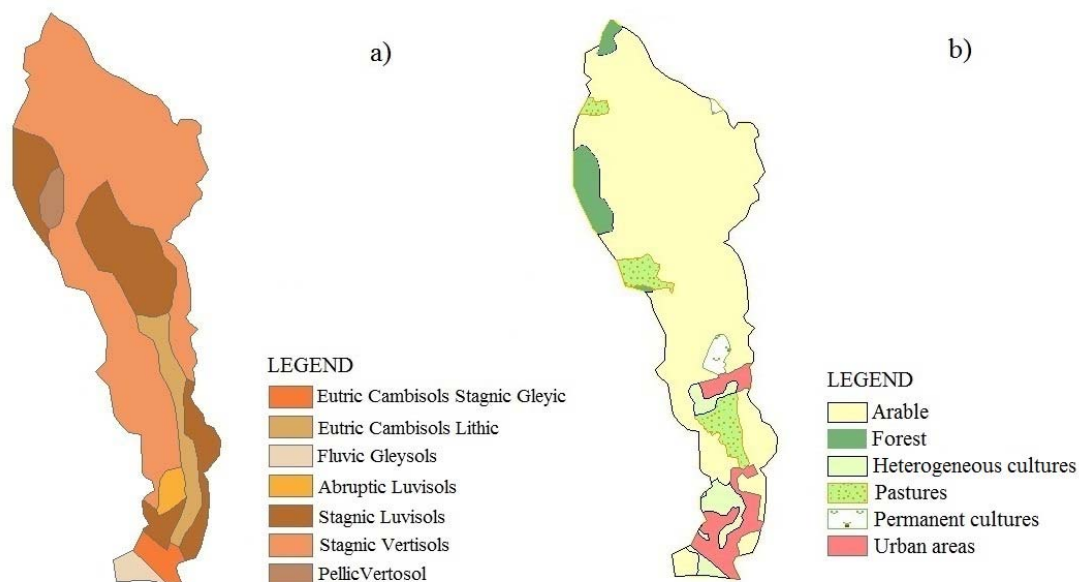 a)
LEGEND
Eutric Cambisols Stagnic Gleyic
Eutric Cambisols Lithic
Fluvic Gleysols
Abruptic Luvisols
Stagnic Luvisols
Stagnic Vertisols
PellicVertosol
b)
LEGEND
Arable
Forest
Heterogeneous cultures
Pastures
Permanent cultures
Urban areas